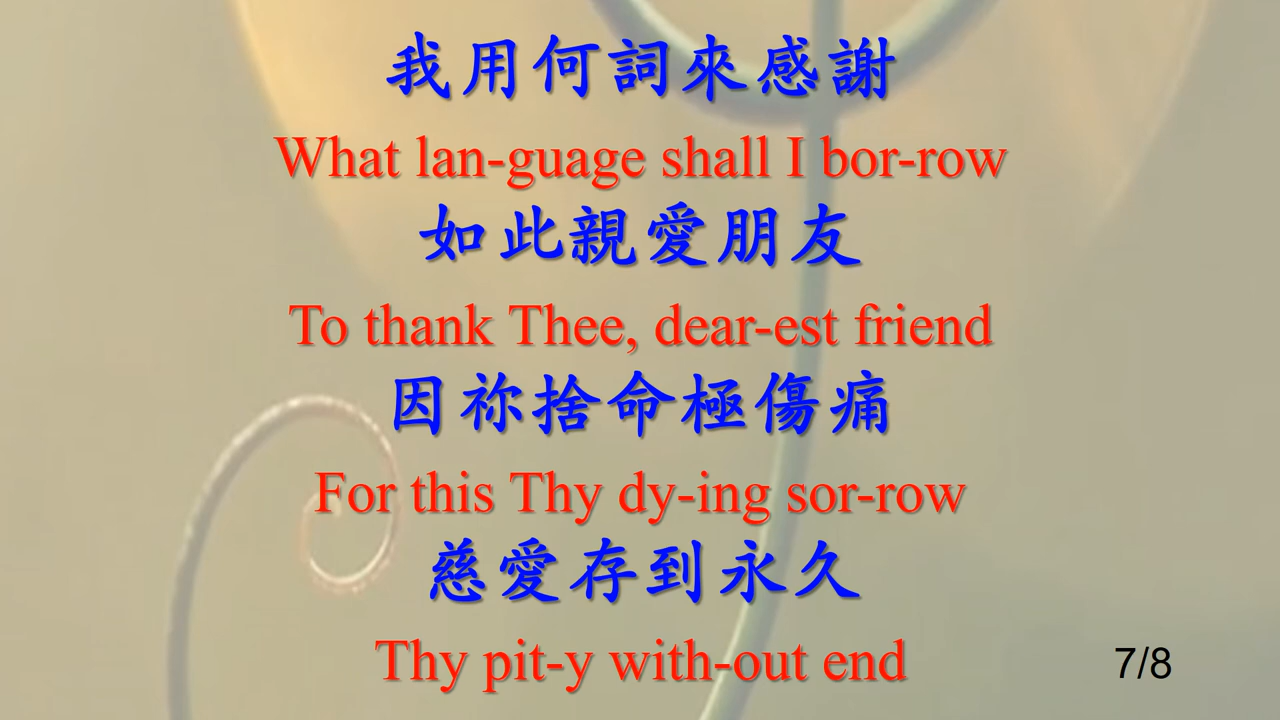 我用何詞來感謝
What lan-guage shall I bor-row
如此親愛朋友
To thank Thee, dear-est friend
因祢捨命極傷痛
For this Thy dy-ing sor-row
慈愛存到永久
Thy pit-y with-out end
7/8